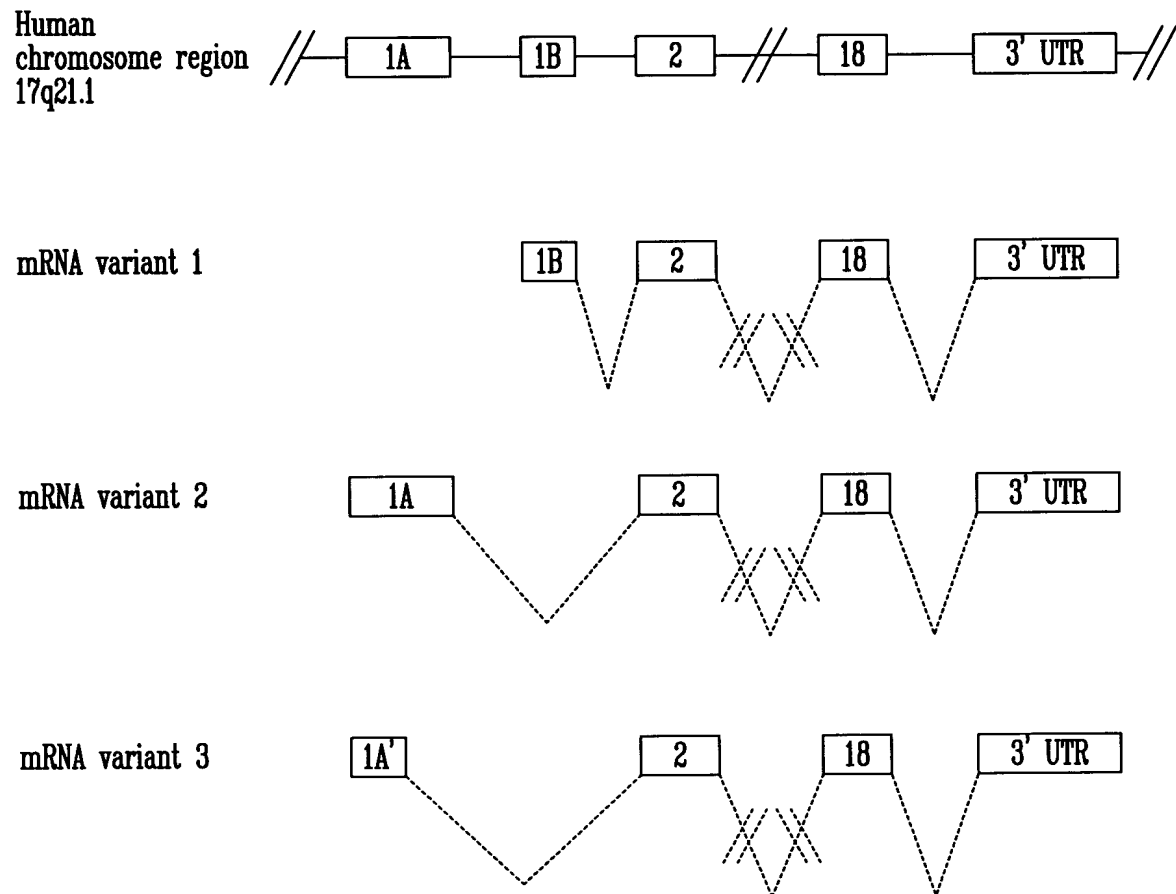 Human
chromosome region
17q21.1
1A 1B 2 18 3' UTR
mRNA variant 1
1B 2 18 3' UTR
mRNA variant 2
1A 2 18 3' UTR
mRNA variant 3
1A' 2 18 3' UTR